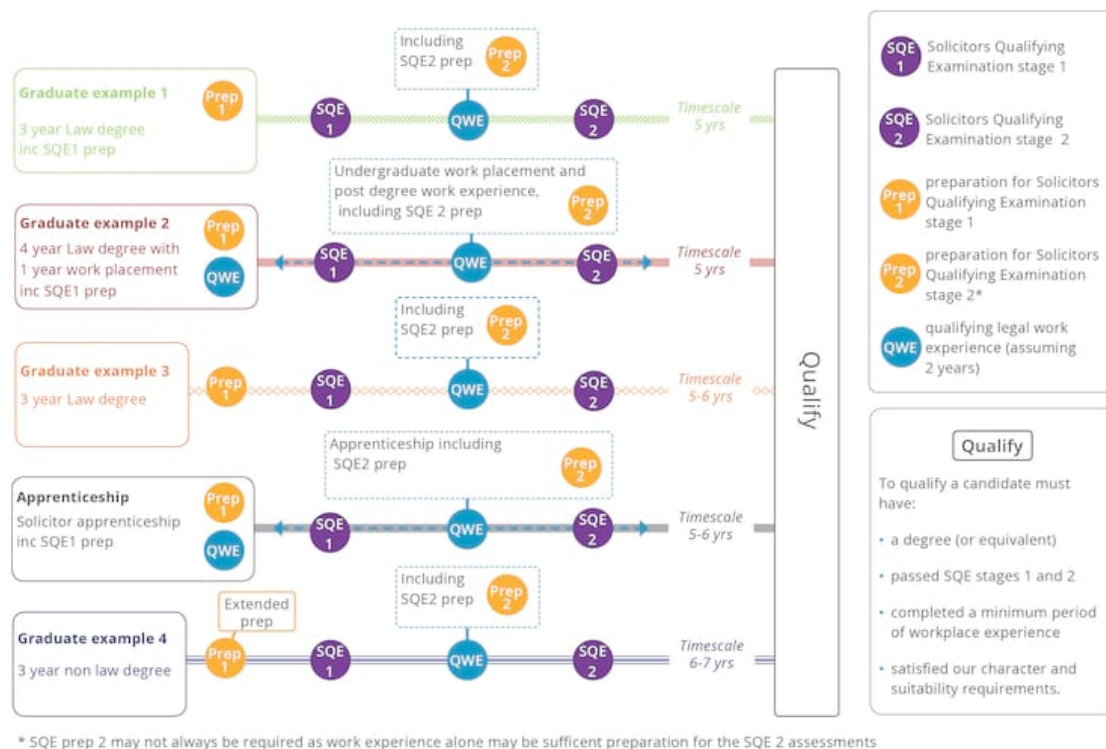 Graduate example 1
3 year Law degree
inc SQE1 prep
Prep
1
SQE
1
Including
SQE2 prep
Prep
2
QWE
SQE
2
Timescale
5 yrs
Graduate example 2
4 year Law degree with
1 year work placement
inc SQE1 prep
Prep
1
QWE
SQE
1
Undergraduate work placement and
post degree work experience,
including SQE 2 prep
Prep
2
QWE
SQE
2
Timescale
5 yrs
Graduate example 3
3 year Law degree
Prep
1
SQE
1
Including
SQE2 prep
Prep
2
QWE
SQE
2
Timescale
5-6 yrs
Apprenticeship
Solicitor apprenticeship
inc SQE1 prep
Prep
1
QWE
SQE
1
Apprenticeship including
SQE2 prep
Prep
2
QWE
SQE
2
Timescale
5-6 yrs
Graduate example 4
3 year non law degree
Extended
prep
Prep
1
SQE
1
Including
SQE2 prep
Prep
2
QWE
SQE
2
Timescale
6-7 yrs
Qualify
SQE
1
Solicitors Qualifying
Examination stage 1
SQE
2
Solicitors Qualifying
Examination stage 2
Prep
1
preparation for Solicitors
Qualifying Examination
stage 1
Prep
2
preparation for Solicitors
Qualifying Examination
stage 2*
QWE
qualifying legal work
experience (assuming
2 years)
Qualify
To qualify a candidate must
have:
• a degree (or equivalent)
• passed SQE stages 1 and 2
• completed a minimum period
of workplace experience
• satisfied our character and
suitability requirements.
* SQE prep 2 may not always be required as work experience alone may be sufficent preparation for the SQE 2 assessments